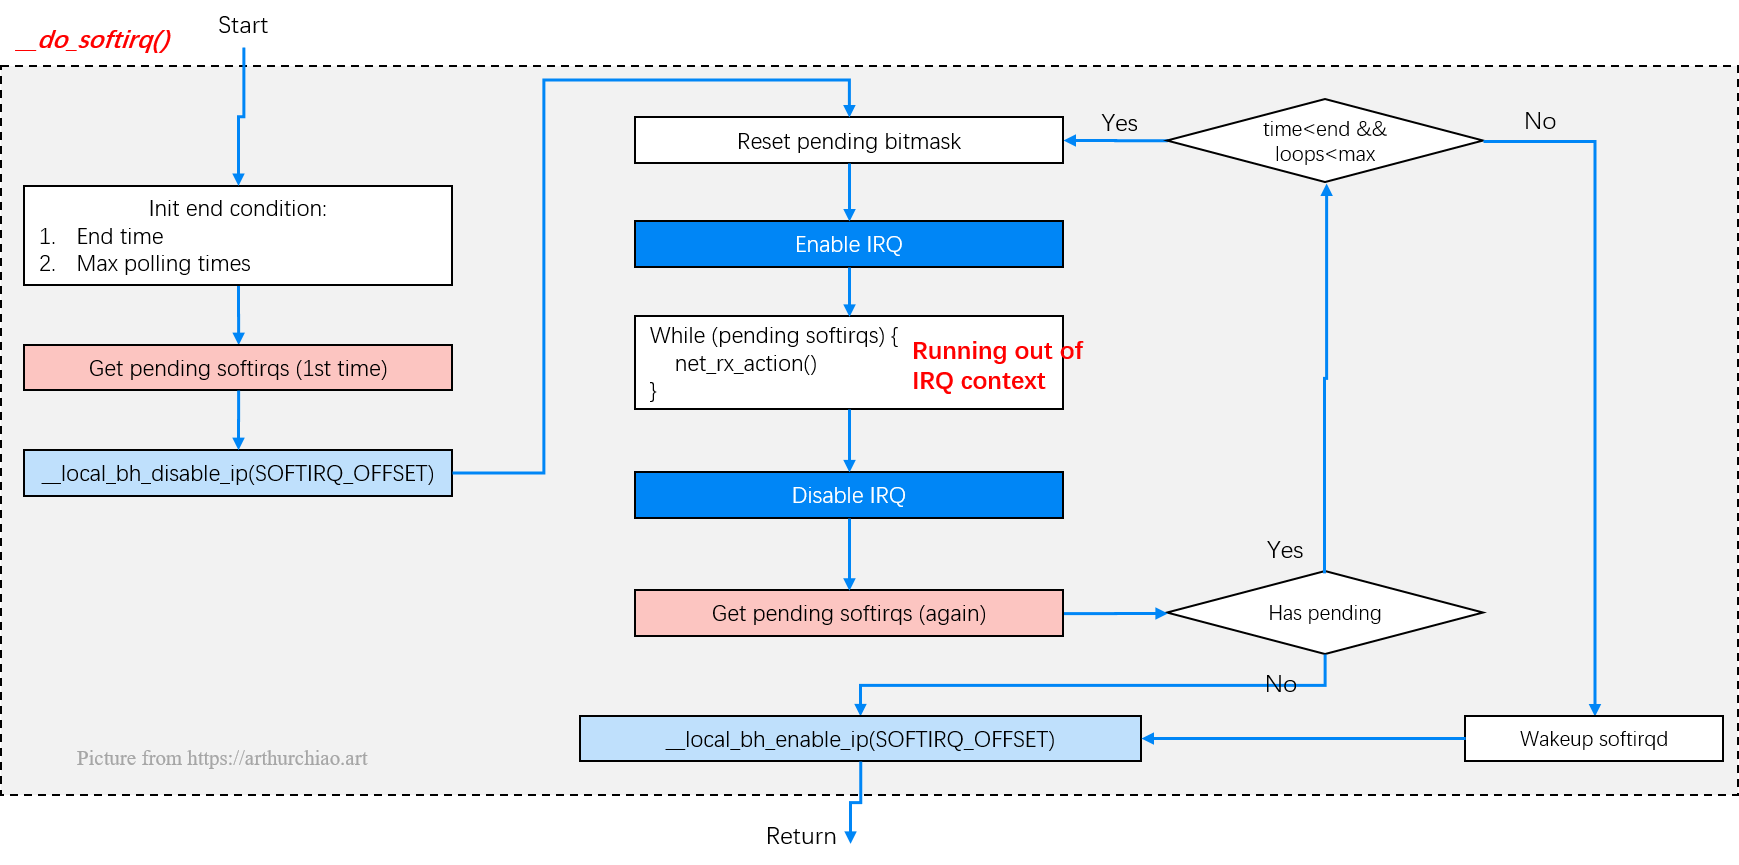 __do_softirq()
Start
Init end condition:
1. End time
2. Max polling times
Get pending softirqs (1st time)
__local_bh_disable_ip(SOFTIRQ_OFFSET)
Reset pending bitmask
Enable IRQ
While (pending softirqs) {
net_rx_action()
}
Running out of
IRQ context
Disable IRQ
Get pending softirqs (again)
Has pending
Yes
No
time<end &&
loops<max
Yes
No
Wakeup softirqd
__local_bh_enable_ip(SOFTIRQ_OFFSET)
Return
Picture from https://arthurchiao.art